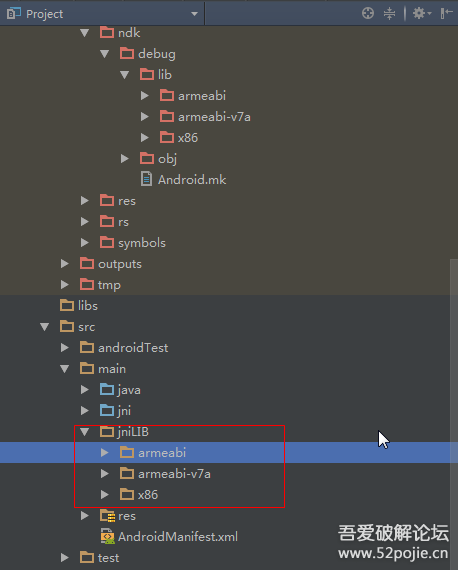 Project
ndk
debug
lib
armeabi
armeabi-v7a
x86
obj
Android.mk
res
rs
symbols
outputs
tmp
libs
src
androidTest
main
java
jni
jniLIB
armeabi
armeabi-v7a
x86
res
AndroidManifest.xml
test
吾爱破解论坛
www.52pojie.cn